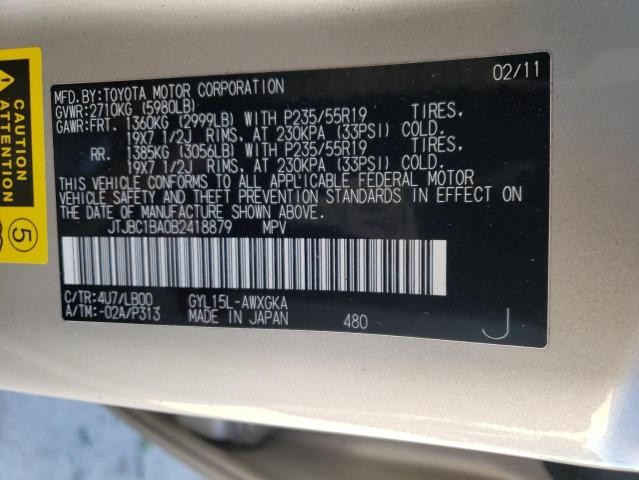 CAUTION
ATTENTION
5
MFD.BY:TOYOTA MOTOR CORPORATION 02/11
GVWR:2710KG (5980LB)
GAWR:FRT. 1360KG (2999LB) WITH P235/55R19 TIRES.
19X7 1/2J RIMS, AT 230KPA (33PSI) COLD.
RR. 1385KG (3056LB) WITH P235/55R19 TIRES.
19X7 1/2J RIMS, AT 230KPA (33PSI) COLD.
THIS VEHICLE CONFORMS TO ALL APPLICABLE FEDERAL MOTOR
VEHICLE SAFETY AND THEFT PREVENTION STANDARDS IN EFFECT ON
THE DATE OF MANUFACTURE SHOWN ABOVE.
JTJBC1BA0B2418879 MPV
C/TR:4U7/LB00 GYL15L-AWXGKA
A/TM:-02A/P313 MADE IN JAPAN 480 J